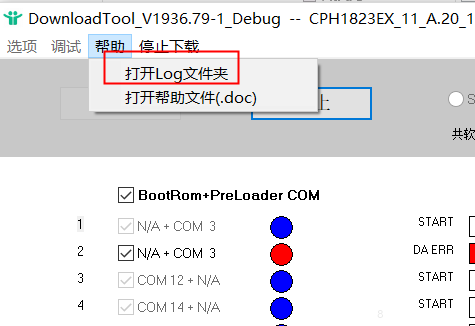 DownloadTool_V1936.79-1_Debug -- CPH1823EX_11_A.20_1
选项 调试 帮助 停止下载
打开Log文件夹
打开帮助文件(.doc)
止
共软
BootRom+PreLoader COM
1 N/A + COM 3 START
2 N/A + COM 3 DA ERR
3 COM 12 + N/A START
4 COM 14 + N/A START